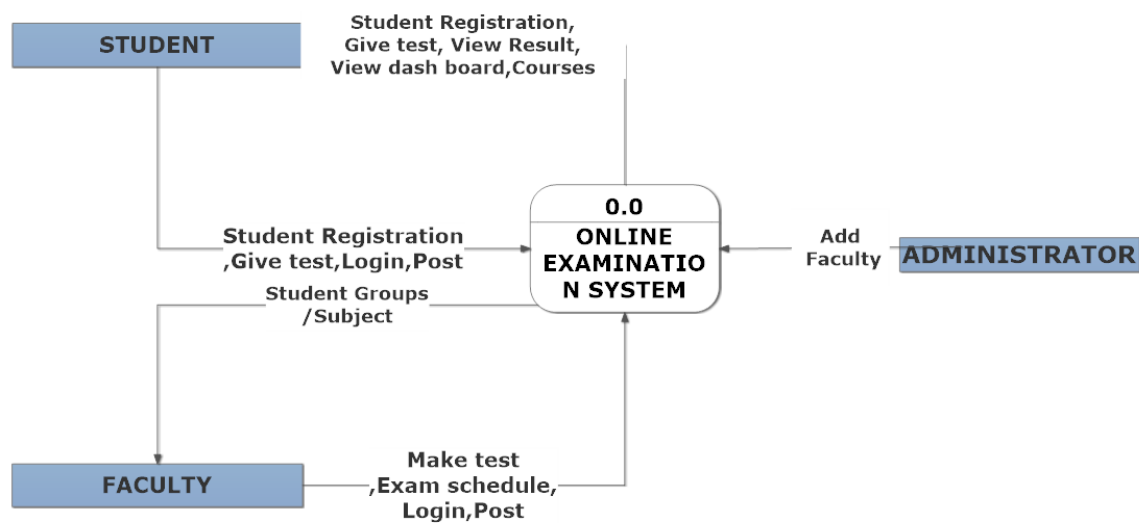 STUDENT
Student Registration,
Give test, View Result,
View dash board,Courses
0.0
ONLINE
EXAMINATIO
N SYSTEM
Student Registration
,Give test,Login,Post
Add
Faculty
ADMINISTRATOR
Student Groups
/Subject
FACULTY
Make test
,Exam schedule,
Login,Post